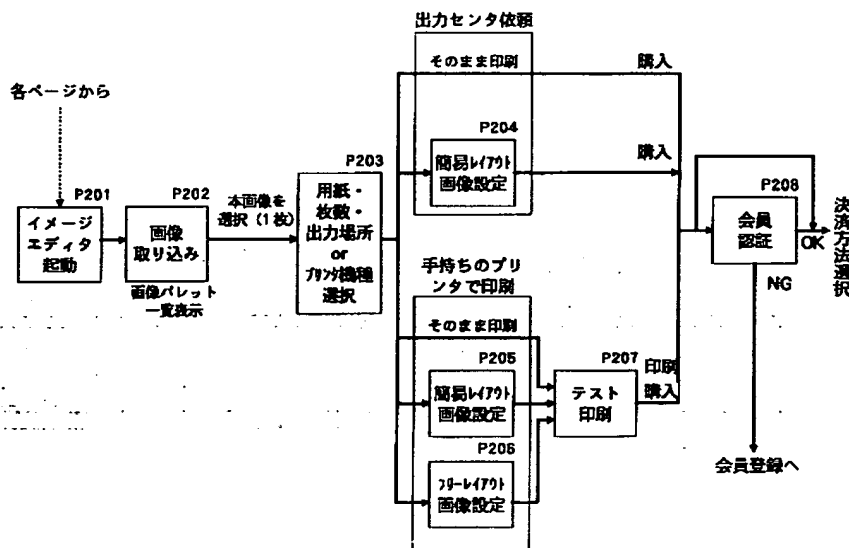 各ページから
P201
イメージ
エディタ
起動
P202
画像
取り込み
画像パレット
一覧表示
本画像を
選択(1枚)
P203
用紙・
枚数・
出力場所
or
プリンタ機種
選択
出力センタ依頼
そのまま印刷
購入
P204
簡易レイアウト
画像設定
購入
手持ちのプリ
ンタで印刷
そのまま印刷
P205
簡易レイアウト
画像設定
P206
フリーレイアウト
画像設定
P207
テスト
印刷
印刷
購入
P208
会員
認証
OK
NG
会員登録へ
決済方法選択